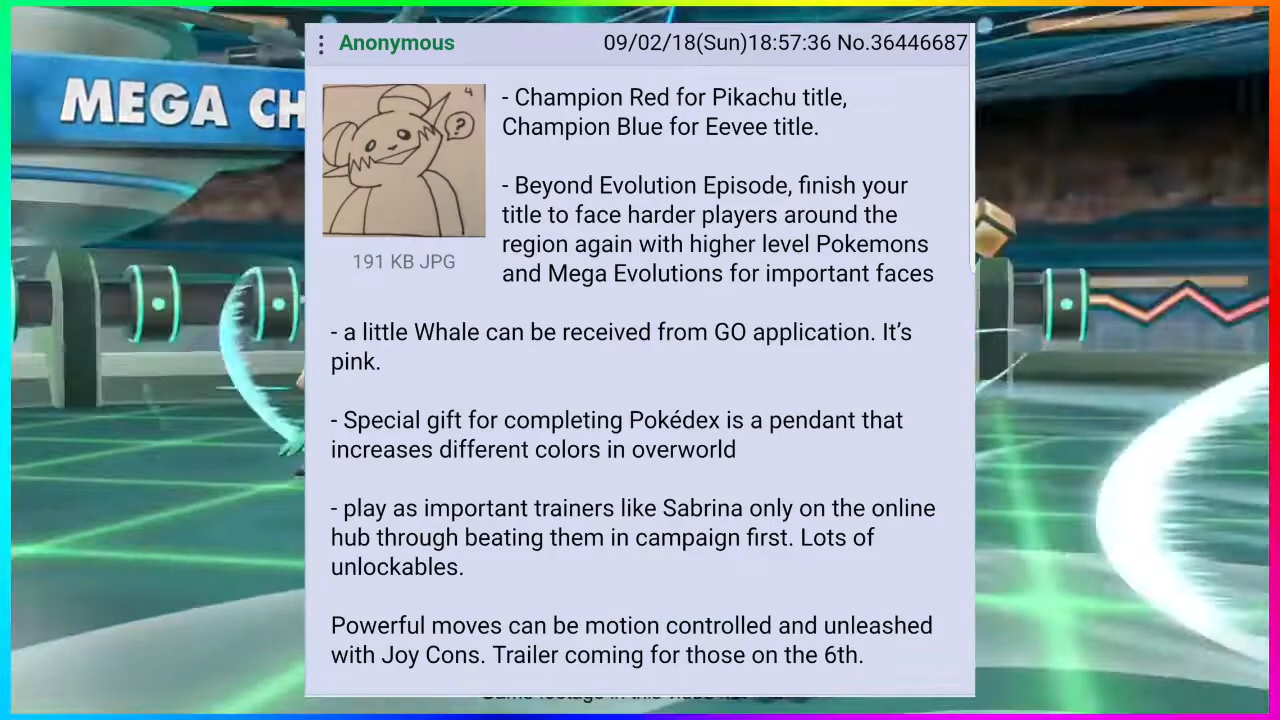 MEGA CH
Anonymous 09/02/18(Sun)18:57:36 No.36446687
4
?
- Champion Red for Pikachu title,
Champion Blue for Eevee title.
- Beyond Evolution Episode, finish your
title to face harder players around the
region again with higher level Pokemons
and Mega Evolutions for important faces
191 KB JPG
- a little Whale can be received from GO application. It’s
pink.
- Special gift for completing Pokédex is a pendant that
increases different colors in overworld
- play as important trainers like Sabrina only on the online
hub through beating them in campaign first. Lots of
unlockables.
Powerful moves can be motion controlled and unleashed
with Joy Cons. Trailer coming for those on the 6th.